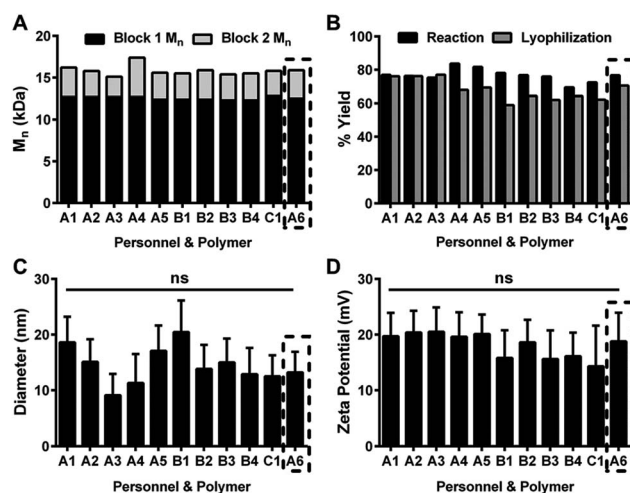 A
Block 1 Mn Block 2 Mn
Mn (kDa)
20
15
10
5
0
A1 A2 A3 A4 A5 B1 B2 B3 B4 C1 A6
Personnel & Polymer
B
Reaction Lyophilization
% Yield
100
80
60
40
20
0
A1 A2 A3 A4 A5 B1 B2 B3 B4 C1 A6
Personnel & Polymer
C
ns
Diameter (nm)
30
20
10
0
A1 A2 A3 A4 A5 B1 B2 B3 B4 C1 A6
Personnel & Polymer
D
ns
Zeta Potential (mV)
30
20
10
0
A1 A2 A3 A4 A5 B1 B2 B3 B4 C1 A6
Personnel & Polymer